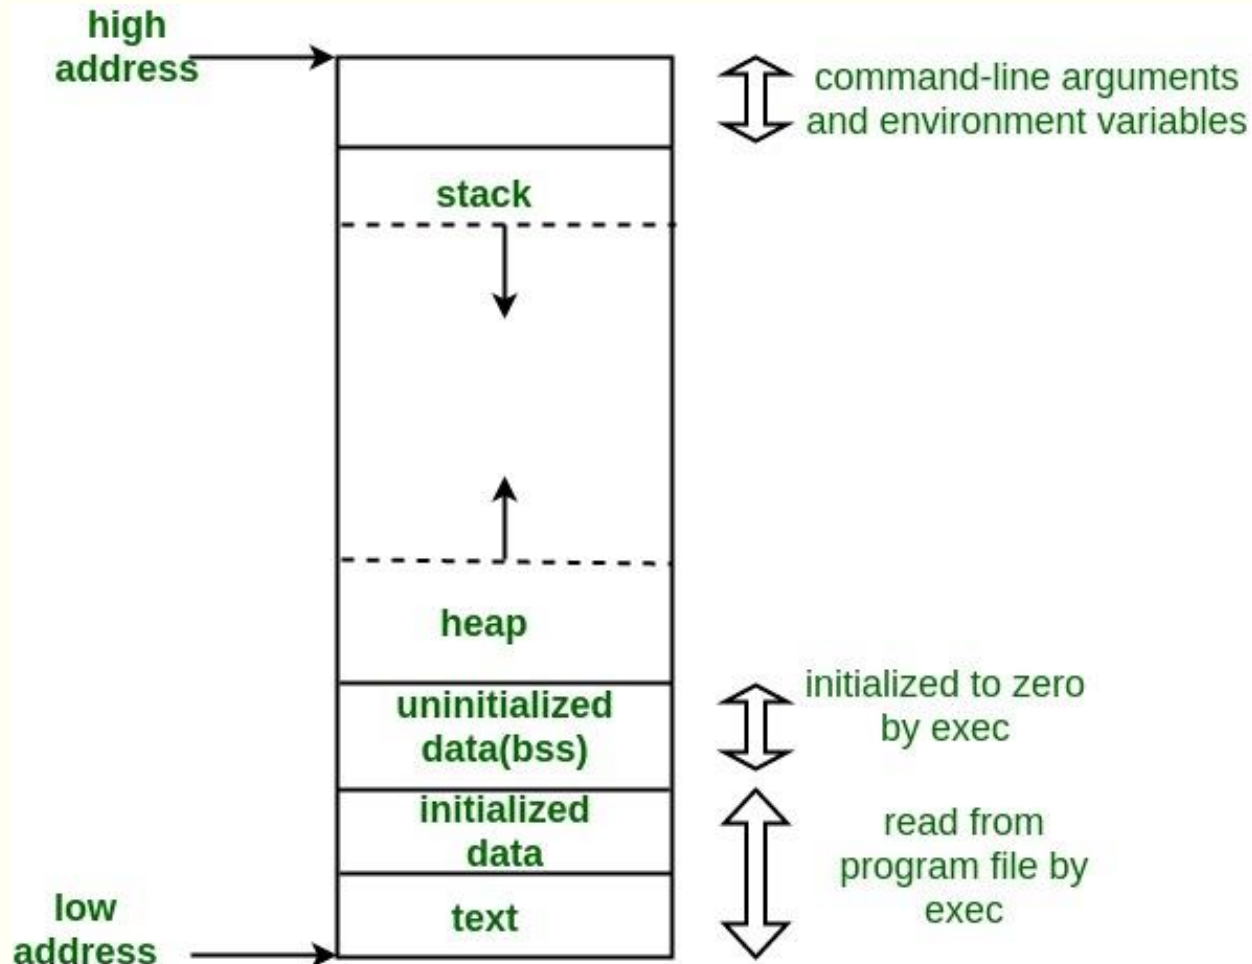 high
address
command-line arguments
and environment variables
stack
heap
uninitialized
data(bss)
initialized to zero
by exec
initialized
data
read from
program file by
exec
text
low
address